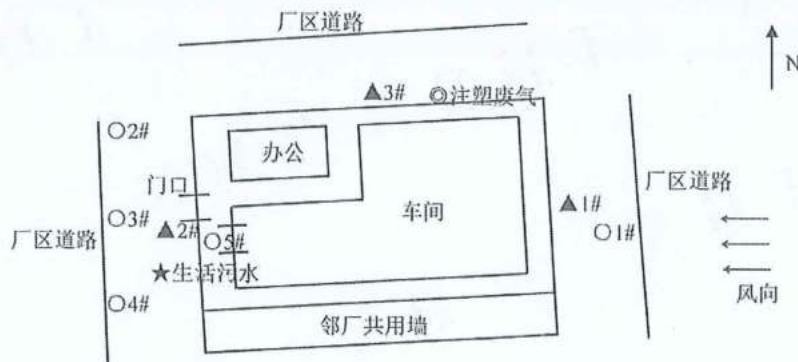 厂区道路
N
▲3# ◎注塑废气
○2#
办公
门口
厂区道路
▲1#
车间
○3#
○1#
▲2#
○5#
厂区道路
★生活污水
风向
○4#
邻厂共用墙